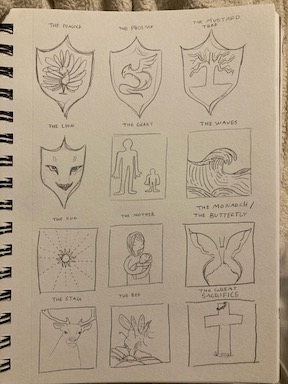 THE PEACOCK
THE PHOENIX
THE MUSTARD
TREE
THE LION
THE GIANT
THE WAVES
THE SUN
THE MOTHER
THE MONARCH /
THE BUTTERFLY
THE STAG
THE
THE GREAT
SACRIFICE